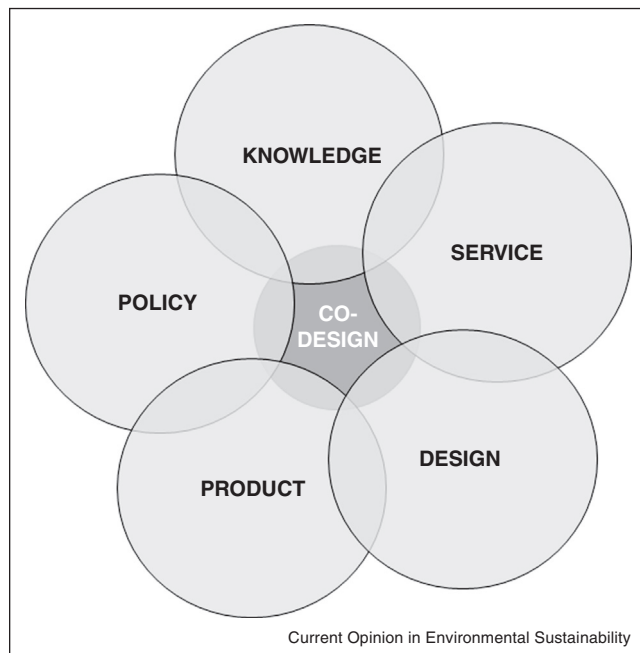 KNOWLEDGE
SERVICE
POLICY
CO-
DESIGN
DESIGN
PRODUCT
Current Opinion in Environmental Sustainability